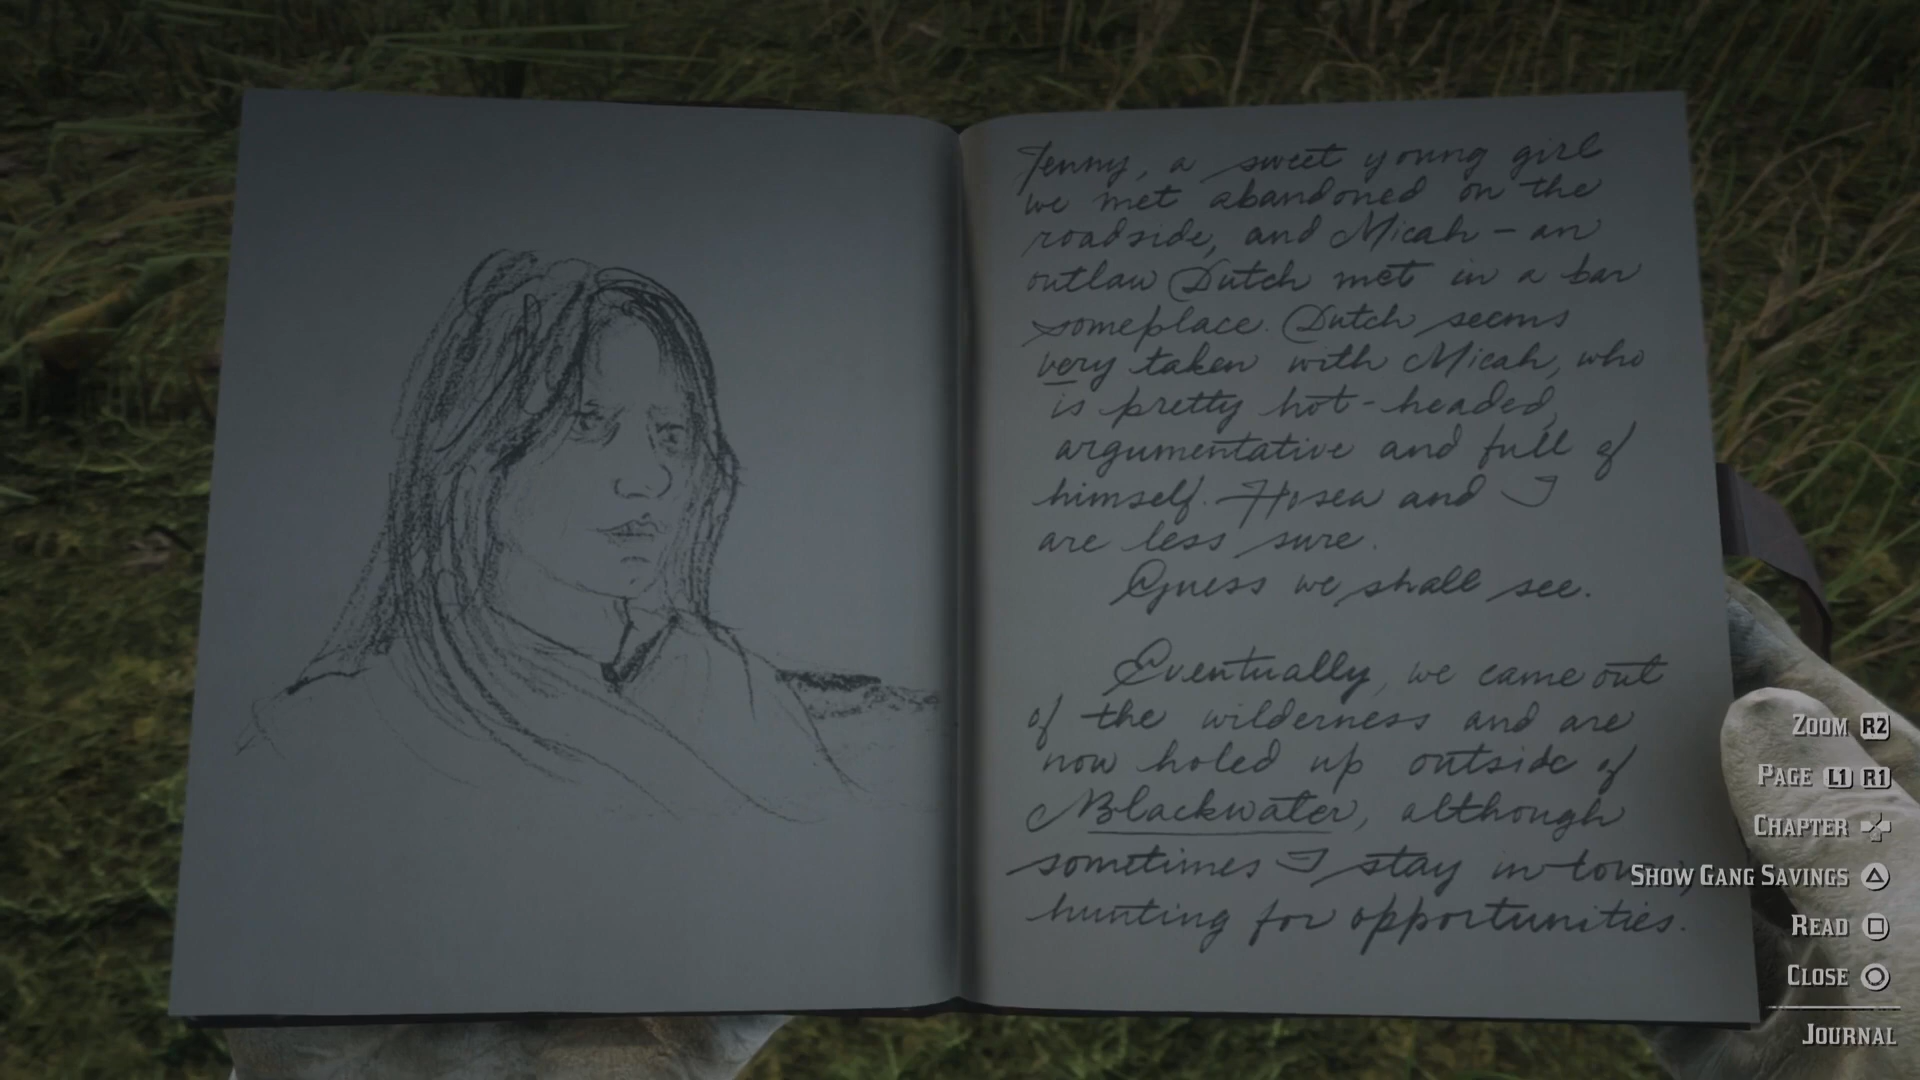 Jenny, a sweet young girl
we met abandoned on the
roadside, and Micah – an
outlaw Dutch met in a bar
someplace. Dutch seems
very taken with Micah, who
is pretty hot-headed,
argumentative and full of
himself. Hosea and I
are less sure.
Guess we shall see.
Eventually, we came out
of the wilderness and are
now holed up outside of
Blackwater, although
sometimes I stay in town,
hunting for opportunities.
ZOOM R2
PAGE L1 R1
CHAPTER
SHOW GANG SAVINGS
READ
CLOSE
JOURNAL